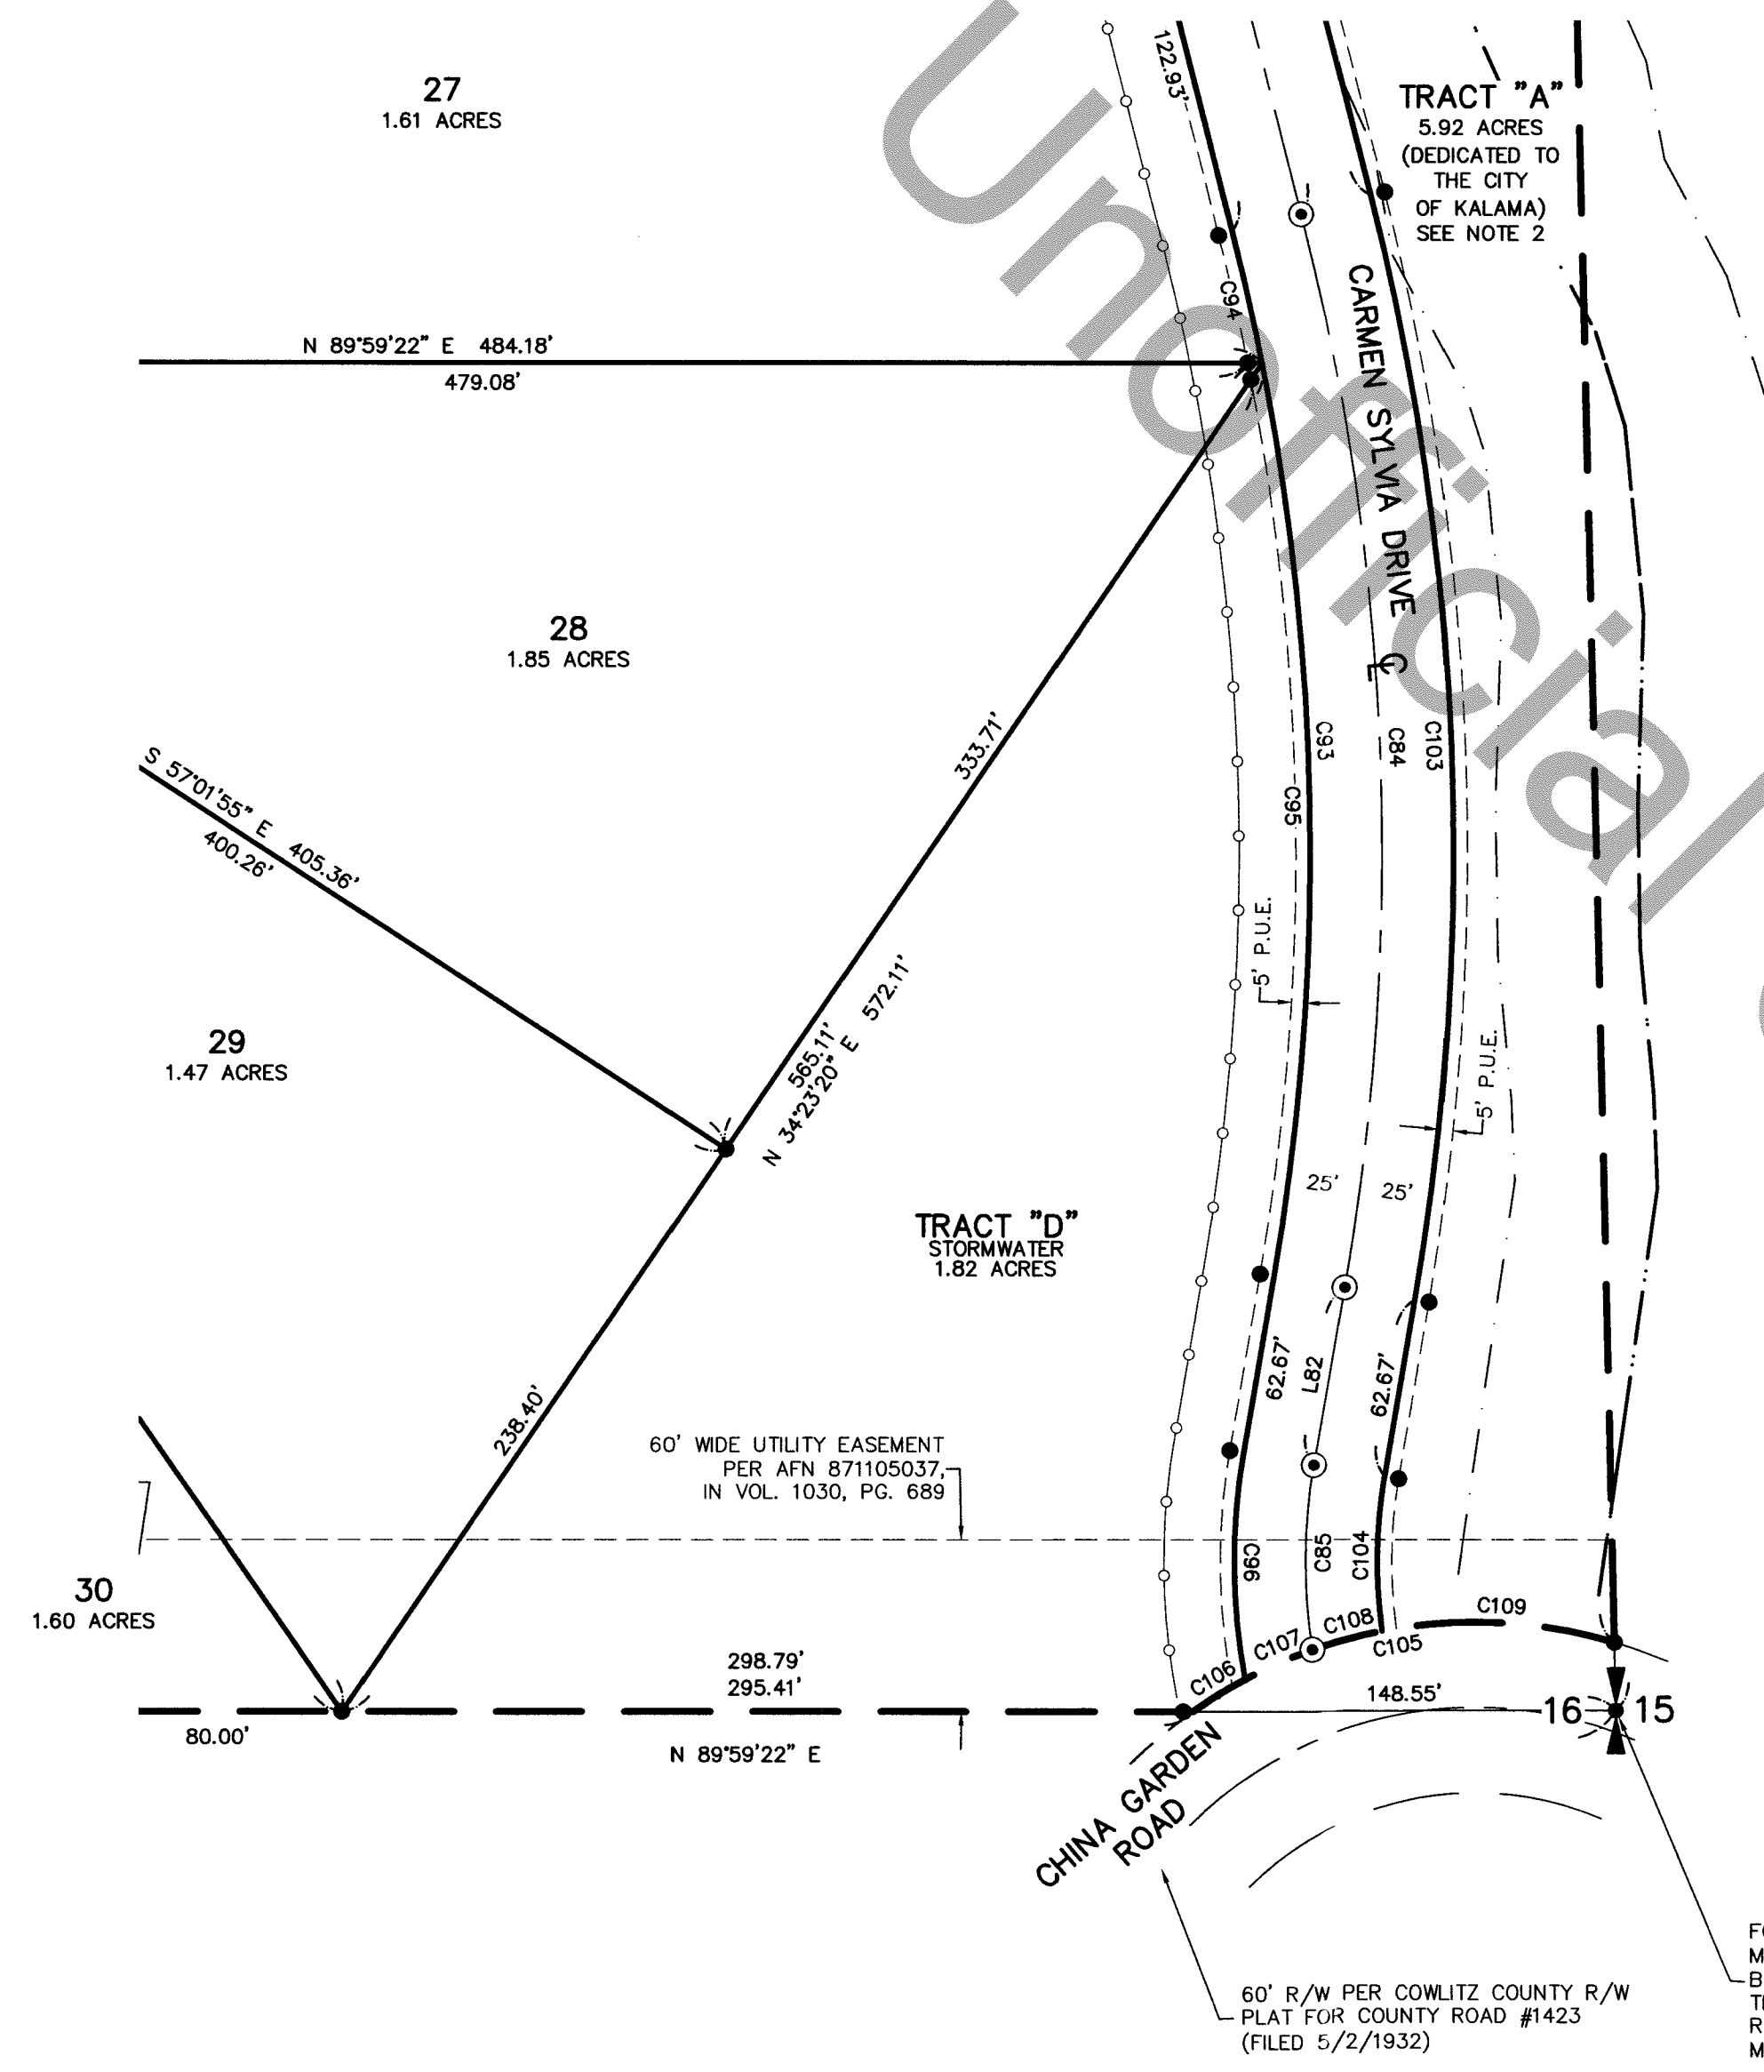 27
1.61 ACRES
122.93'
TRACT "A"
5.92 ACRES
(DEDICATED TO
THE CITY
OF KALAMA)
SEE NOTE 2
Unofficial
C94
CARMEN SYLVIA DRIVE
N 89°59'22" E 484.18'
479.08'
28
1.85 ACRES
333.71'
C93
C84
C103
C95
S 57°01'55" E 405.36'
400.26'
5' P.U.E.
29
1.47 ACRES
565.11'
N 34°23'20" E 572.11'
5' P.U.E.
25'
25'
TRACT "D"
STORMWATER
1.82 ACRES
62.67'
L82
62.67'
238.40'
60' WIDE UTILITY EASEMENT
PER AFN 871105037,
IN VOL. 1030, PG. 689
C96
C85
C104
30
1.60 ACRES
C109
C108
C107
C105
C106
298.79'
295.41'
148.55'
16
15
80.00'
N 89°59'22" E
CHINA GARDEN
ROAD
60' R/W PER COWLITZ COUNTY R/W
PLAT FOR COUNTY ROAD #1423
(FILED 5/2/1932)